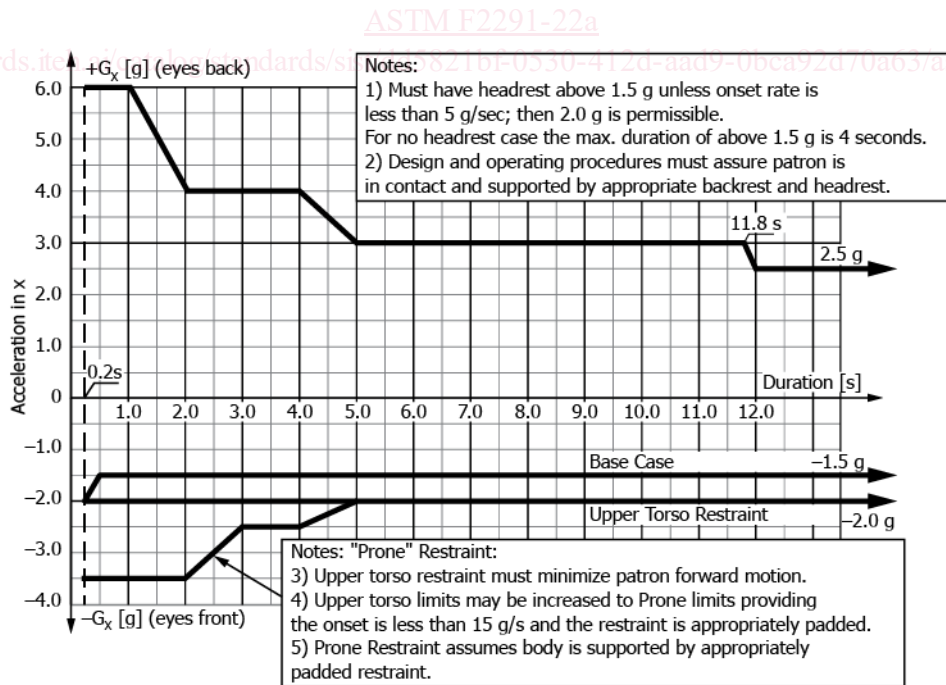 ASTM F2291-22a
+Gx [g] (eyes back)
Notes:
1) Must have headrest above 1.5 g unless onset rate is
less than 5 g/sec; then 2.0 g is permissible.
For no headrest case the max. duration of above 1.5 g is 4 seconds.
2) Design and operating procedures must assure patron is
in contact and supported by appropriate backrest and headrest.
6.0
5.0
4.0
3.0
2.0
1.0
0
−1.0
−2.0
−3.0
−4.0
Acceleration in x
11.8 s
2.5 g
0.2s
Duration [s]
1.0 2.0 3.0 4.0 5.0 6.0 7.0 8.0 9.0 10.0 11.0 12.0
Base Case
−1.5 g
Upper Torso Restraint
−2.0 g
Notes: "Prone" Restraint:
3) Upper torso restraint must minimize patron forward motion.
4) Upper torso limits may be increased to Prone limits providing
the onset is less than 15 g/s and the restraint is appropriately padded.
5) Prone Restraint assumes body is supported by appropriately
padded restraint.
−Gx [g] (eyes front)